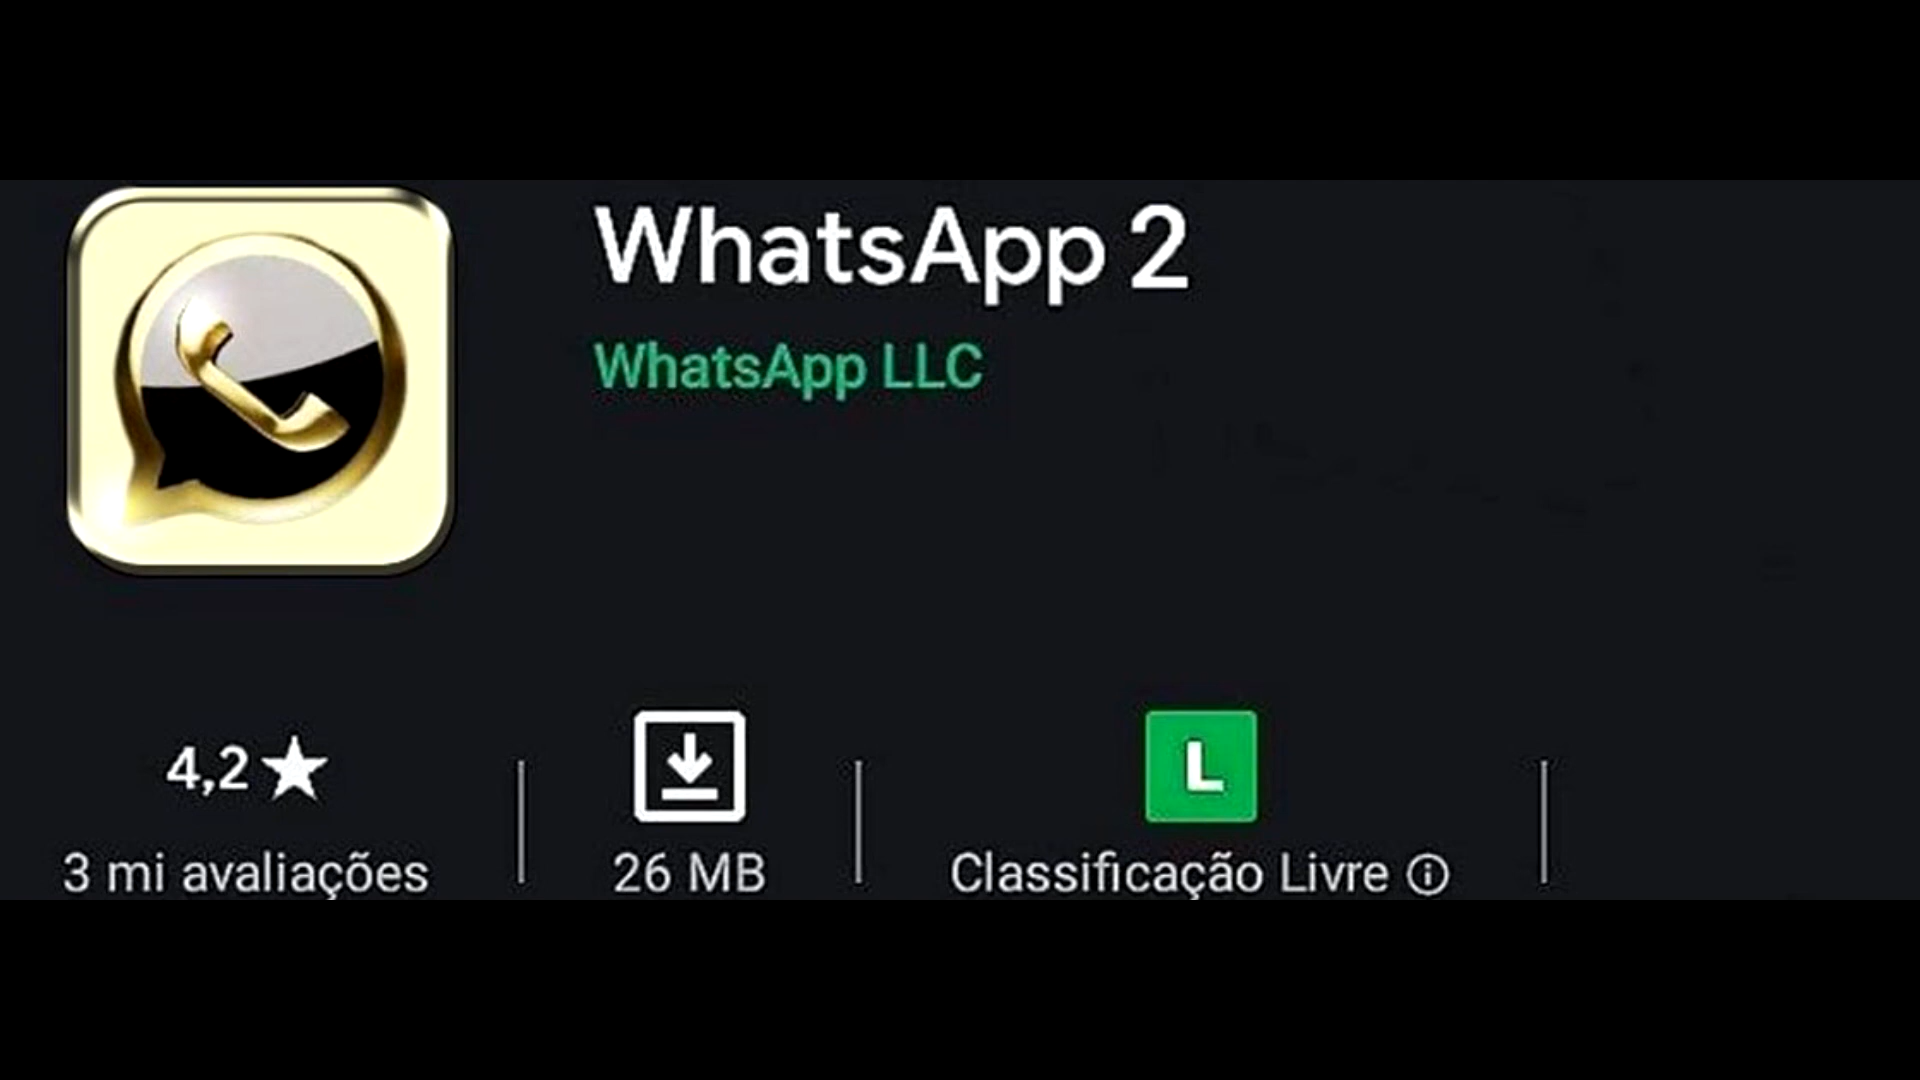 WhatsApp 2
WhatsApp LLC
4,2★
3 mi avaliações
26 MB
L
Classificação Livre